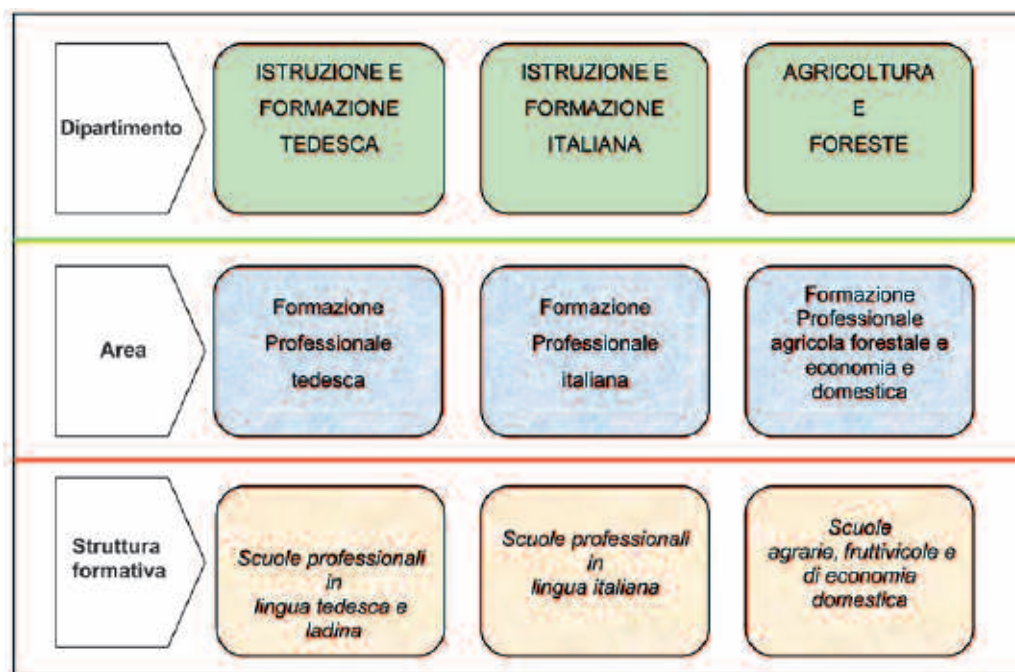 Dipartimento
ISTRUZIONE E
FORMAZIONE
TEDESCA
ISTRUZIONE E
FORMAZIONE
ITALIANA
AGRICOLTURA
E
FORESTE
Area
Formazione
Professionale
tedesca
Formazione
Professionale
italiana
Formazione
Professionale
agricola forestale e
economia e
domestica
Struttura
formativa
Scuole professionali
in
lingua tedesca e
ladina
Scuole professionali
in
lingua italiana
Scuole
agrarie, fruttivicole e
di economia
domestica